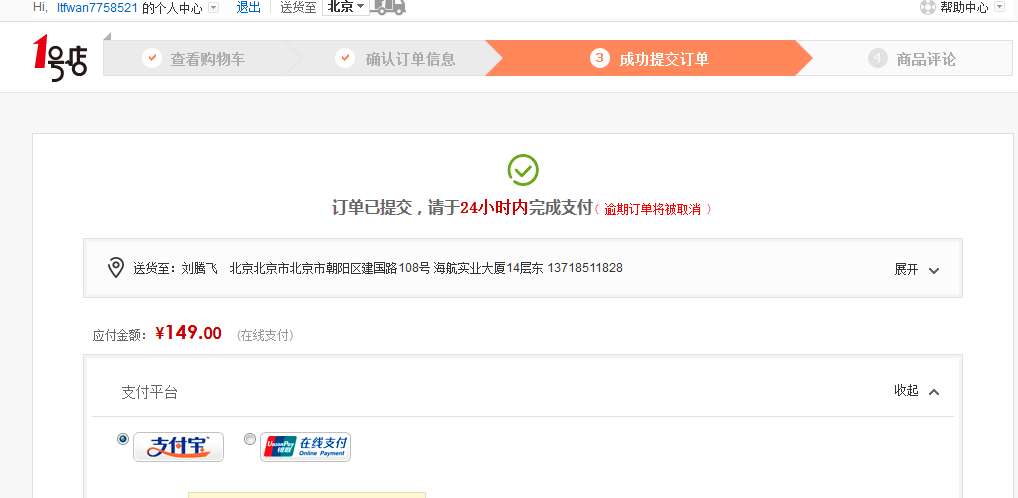 Hi, ltfwan7758521 的个人中心 退出 送货至 北京 帮助中心
1号店 查看购物车 确认订单信息 3 成功提交订单 4 商品评论
订单已提交，请于24小时内完成支付（逾期订单将被取消）
送货至：刘腾飞 北京北京市北京市朝阳区建国路108号 海航实业大厦14层东 13718511828 展开
应付金额：¥149.00 (在线支付)
支付平台 收起
支付宝 UnionPay 银联 在线支付 Online Payment